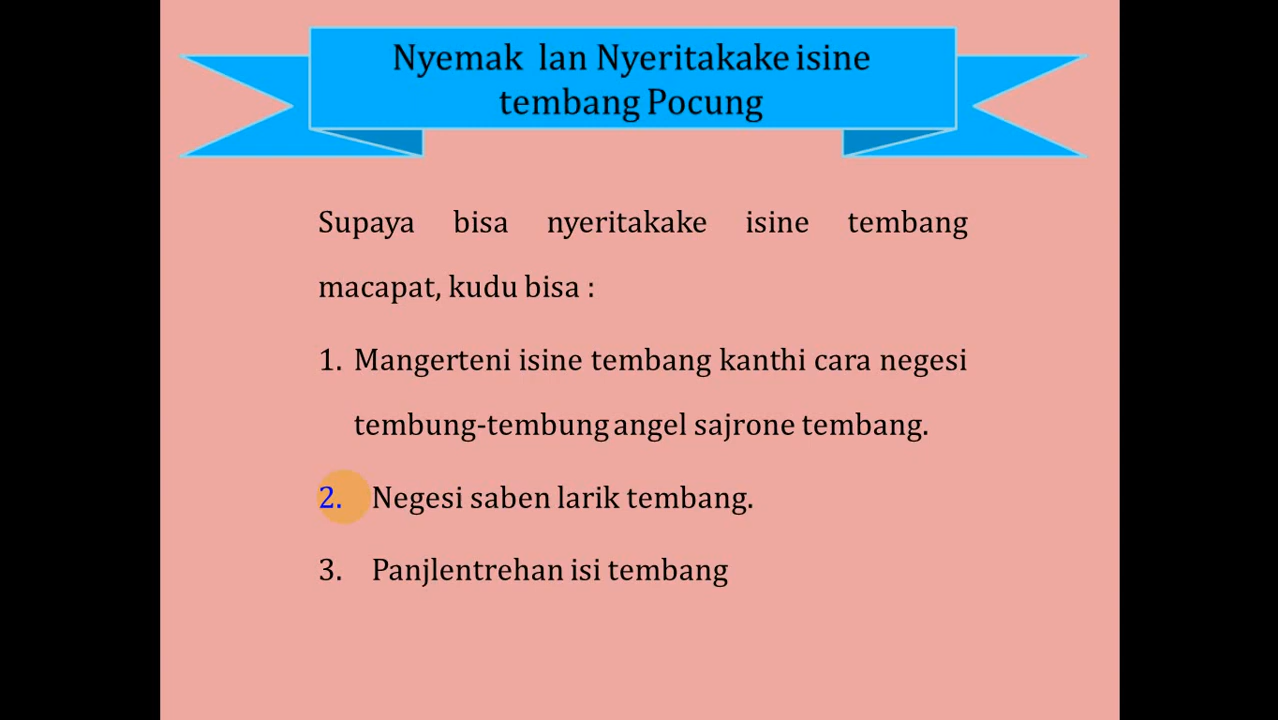 Nyemak lan Nyeritakake isine
tembang Pocung
Supaya bisa nyeritakake isine tembang
macapat, kudu bisa :
1. Mangerteni isine tembang kanthi cara negesi
tembung-tembung angel sajrone tembang.
2. Negesi saben larik tembang.
3. Panjlentrehan isi tembang